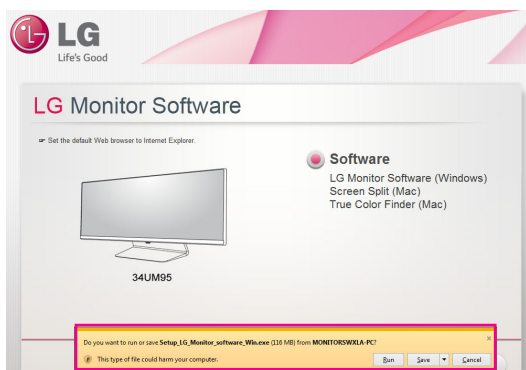 LG
Life's Good
LG Monitor Software
☞ Set the default Web browser to Internet Explorer.
Software
LG Monitor Software (Windows)
Screen Split (Mac)
True Color Finder (Mac)
34UM95
Do you want to run or save Setup_LG_Monitor_software_Win.exe (116 MB) from MONITORSWXLA-PC?
This type of file could harm your computer.
Run Save Cancel